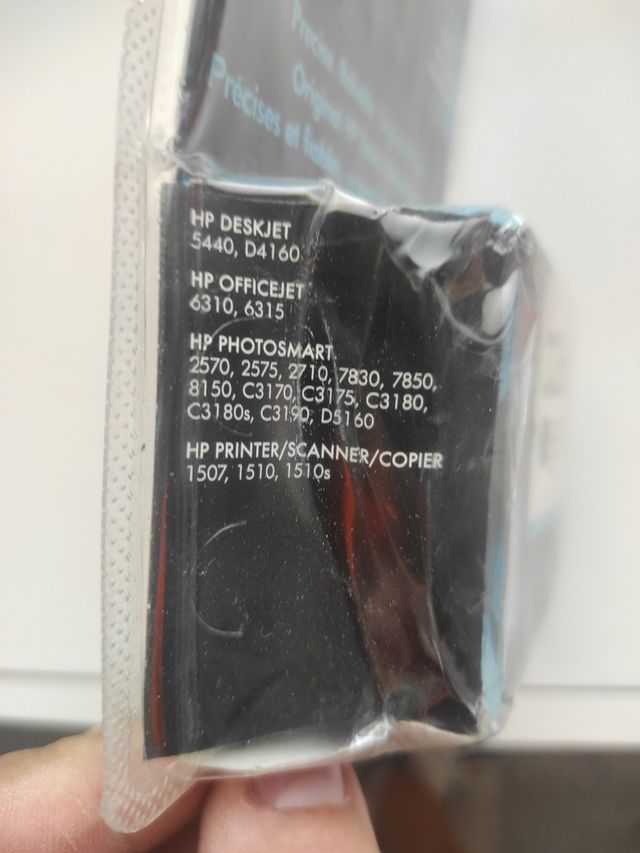 Précises et
Original
HP DESKJET
5440, D4160
HP OFFICEJET
6310, 6315
HP PHOTOSMART
2570, 2575, 2710, 7830, 7850,
8150, C3170, C3175, C3180,
C3180s, C3190, D5160
HP PRINTER/SCANNER/COPIER
1507, 1510, 1510s